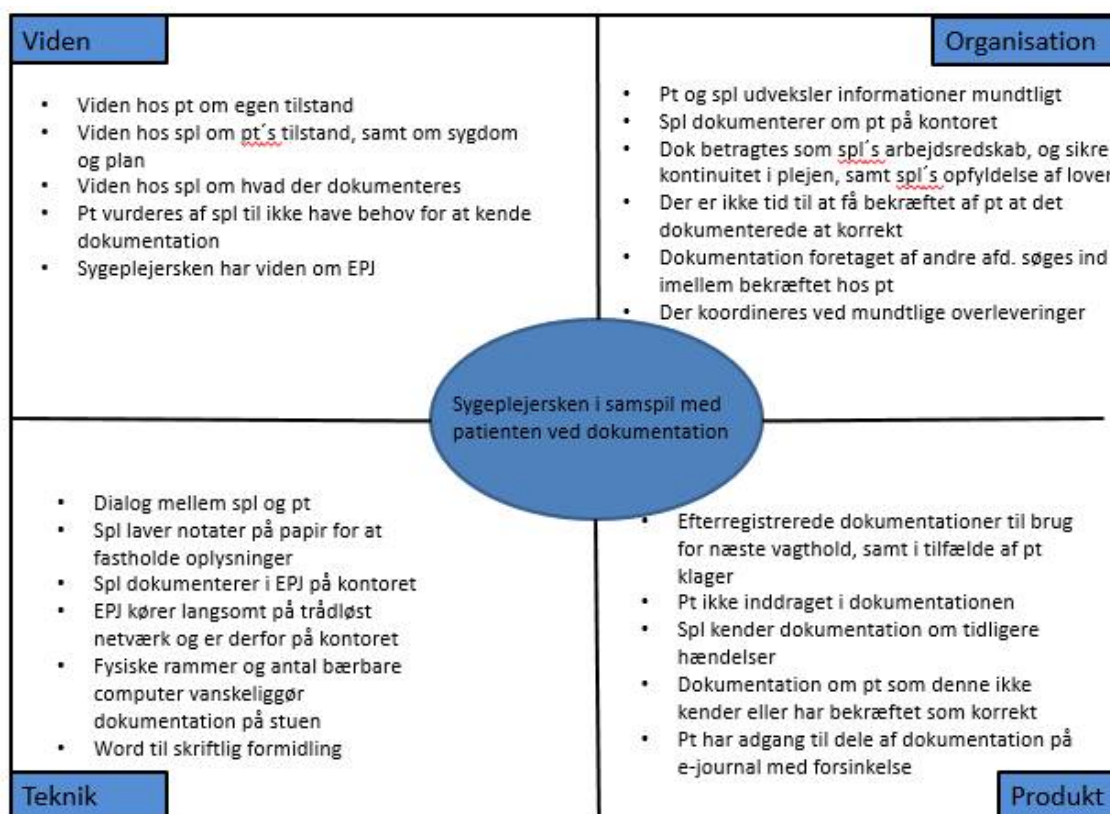 Viden
• Viden hos pt om egen tilstand
• Viden hos spl om pt´s tilstand, samt om sygdom
og plan
• Viden hos spl om hvad der dokumenteres
• Pt vurderes af spl til ikke have behov for at kende
dokumentation
• Sygeplejersken har viden om EPJ
Organisation
• Pt og spl udveksler informationer mundtligt
• Spl dokumenterer om pt på kontoret
• Dok betragtes som spl´s arbejdsredskab, og sikre
kontinuitet i plejen, samt spl´s opfyldelse af lover
• Der er ikke tid til at få bekræftet af pt at det
dokumenterede at korrekt
• Dokumentation foretaget af andre afd. søges ind
imellem bekræftet hos pt
• Der koordineres ved mundtlige overleveringer
Sygeplejersken i samspil med
patienten ved dokumentation
• Dialog mellem spl og pt
• Spl laver notater på papir for at
fastholde oplysninger
• Spl dokumenterer i EPJ på kontoret
• EPJ kører langsomt på trådløst
netværk og er derfor på kontoret
• Fysiske rammer og antal bærbare
computer vanskeliggør
dokumentation på stuen
• Word til skriftlig formidling
Teknik
• Efterregistrerede dokumentationer til brug
for næste vagthold, samt i tilfælde af pt
klager
• Pt ikke inddraget i dokumentationen
• Spl kender dokumentation om tidligere
hændelser
• Dokumentation om pt som denne ikke
kender eller har bekræftet som korrekt
• Pt har adgang til dele af dokumentation på
e-journal med forsinkelse
Produkt